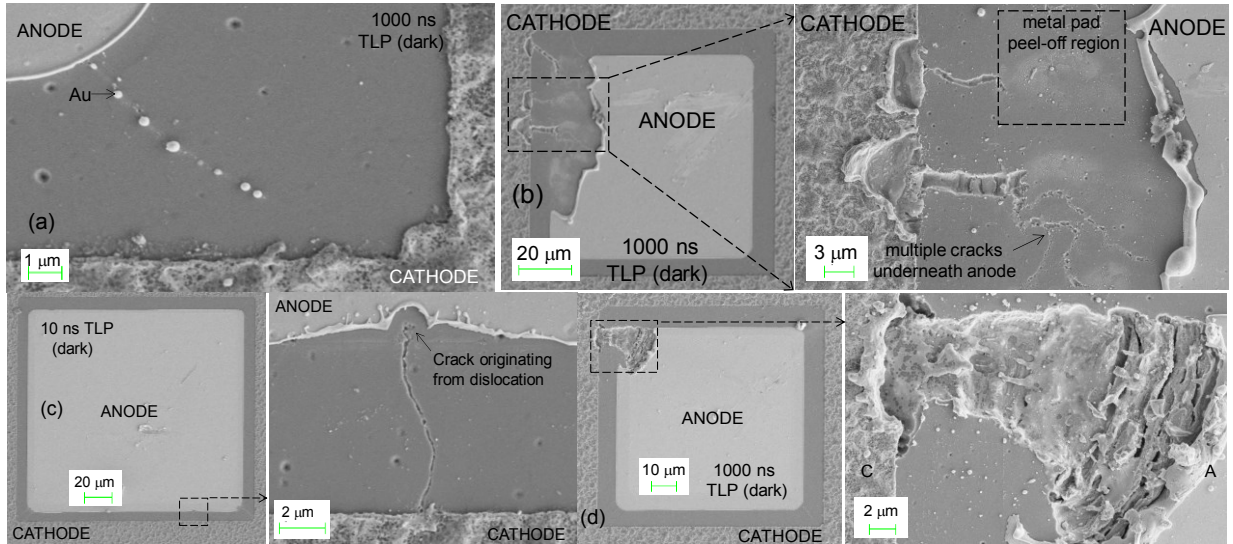 ANODE
1000 ns
TLP (dark)
Au
(a)
1 μm
CATHODE
CATHODE
(b)
ANODE
20 μm
1000 ns
TLP (dark)
CATHODE
metal pad
peel-off region
ANODE
3 μm
multiple cracks
underneath anode
10 ns TLP
(dark)
(c)
ANODE
20 μm
CATHODE
ANODE
Crack originating
from dislocation
2 μm
CATHODE
(d)
ANODE
10 μm
1000 ns
TLP (dark)
CATHODE
C
A
2 μm